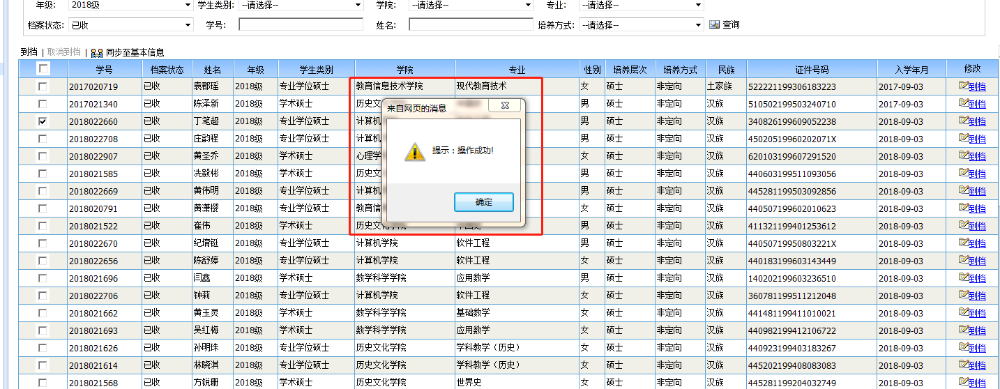 年级: 2018级 学生类别: --请选择-- 学院: --请选择-- 专业: --请选择--
档案状态: 已收 学号: 姓名: 培养方式: --请选择-- 查询
到档 | 取消到档 | 同步至基本信息
学号 档案状态 姓名 年级 学生类别 学院 专业 性别 培养层次 培养方式 民族 证件号码 入学年月 修改
2017020719 已收 袁郡瑶 2018级 专业学位硕士 教育信息技术学院 现代教育技术 女 硕士 非定向 土家族 522221199306183223 2017-09-03 到档
2017021340 已收 陈泽新 2018级 学术硕士 历史文 男 硕士 非定向 汉族 510502199503240710 2017-09-03 到档
2018022660 已收 丁笔超 2018级 专业学位硕士 计算机 男 硕士 非定向 汉族 340826199609052238 2018-09-03 到档
2018022708 已收 庄韵程 2018级 专业学位硕士 计算机 男 硕士 非定向 汉族 45020519960202071X 2018-09-03 到档
2018022907 已收 黄圣乔 2018级 学术硕士 心理学 女 硕士 非定向 汉族 620103199607291520 2018-09-03 到档
2018021585 已收 冼毅彬 2018级 学术硕士 历史文 男 硕士 非定向 汉族 440603199511093056 2018-09-03 到档
2018022669 已收 黄伟明 2018级 专业学位硕士 计算机 男 硕士 非定向 汉族 445281199503092856 2018-09-03 到档
2018020791 已收 黄潇樱 2018级 专业学位硕士 教育信息 女 硕士 非定向 汉族 440507199602010623 2018-09-03 到档
2018021522 已收 崔伟 2018级 学术硕士 历史文化学院 中国史 男 硕士 非定向 汉族 411321199401253612 2018-09-03 到档
来自网页的消息
提示：操作成功!
确定
2018022670 已收 纪堉铤 2018级 专业学位硕士 计算机学院 软件工程 男 硕士 非定向 汉族 44050719950803221X 2018-09-03 到档
2018022656 已收 陈舒婷 2018级 专业学位硕士 计算机学院 软件工程 女 硕士 非定向 汉族 440183199603143449 2018-09-03 到档
2018021696 已收 闫鑫 2018级 学术硕士 数学科学学院 应用数学 男 硕士 非定向 汉族 140202199603236510 2018-09-03 到档
2018022706 已收 钟莉 2018级 专业学位硕士 计算机学院 软件工程 女 硕士 非定向 汉族 360781199511212048 2018-09-03 到档
2018021662 已收 黄玉灵 2018级 学术硕士 数学科学学院 基础数学 女 硕士 非定向 汉族 441481199411010021 2018-09-03 到档
2018021693 已收 吴红梅 2018级 学术硕士 数学科学学院 应用数学 女 硕士 非定向 汉族 440982199412106722 2018-09-03 到档
2018021626 已收 孙明珠 2018级 专业学位硕士 历史文化学院 学科教学（历史） 女 硕士 非定向 汉族 440923199403183267 2018-09-03 到档
2018021614 已收 林晓淇 2018级 专业学位硕士 历史文化学院 学科教学（历史） 女 硕士 非定向 汉族 445202199408083083 2018-09-03 到档
2018021568 已收 方锐珊 2018级 学术硕士 历史文化学院 世界史 女 硕士 非定向 汉族 445281199204032749 2018-09-03 到档